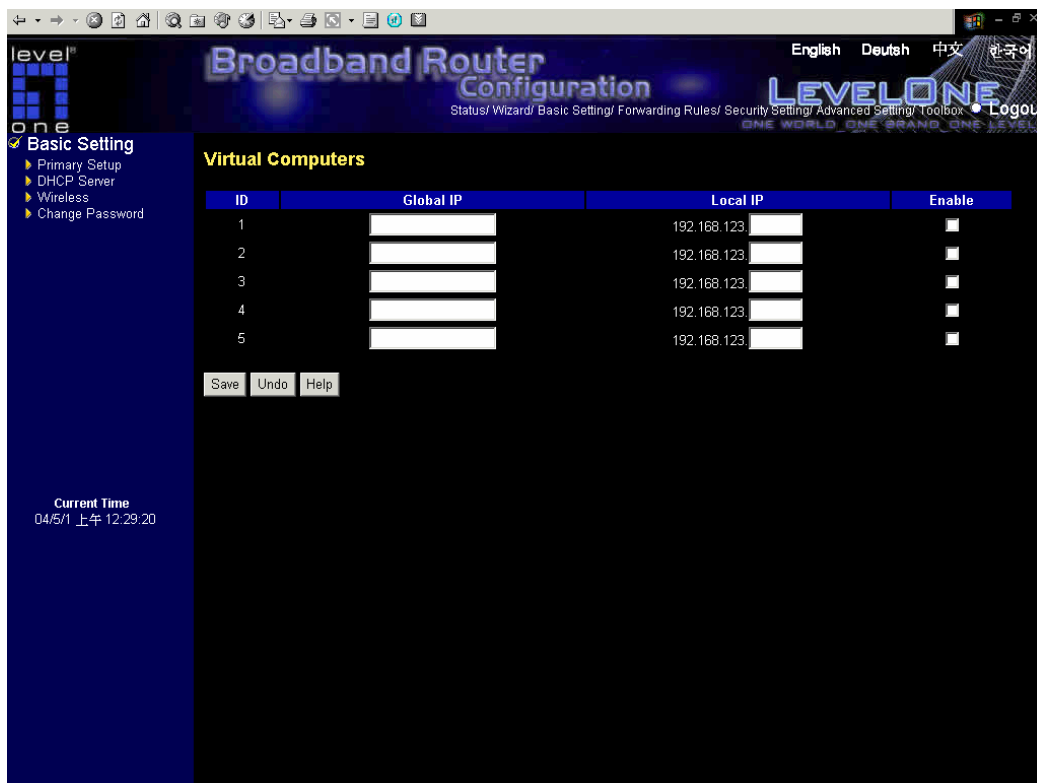 level"
one
Broadband Router
Configuration
English Deutsh 中文 한국어
LEVELONE
Status/ Wizard/ Basic Setting/ Forwarding Rules/ Security Setting/ Advanced Setting/ Toolbox Logou
ONE WORLD ONE BRAND ONE LEVEL
Basic Setting
Primary Setup
DHCP Server
Wireless
Change Password
Virtual Computers
ID Global IP Local IP Enable
1 192.168.123.
2 192.168.123.
3 192.168.123.
4 192.168.123.
5 192.168.123.
Save Undo Help
Current Time
04/5/1 上午 12:29:20